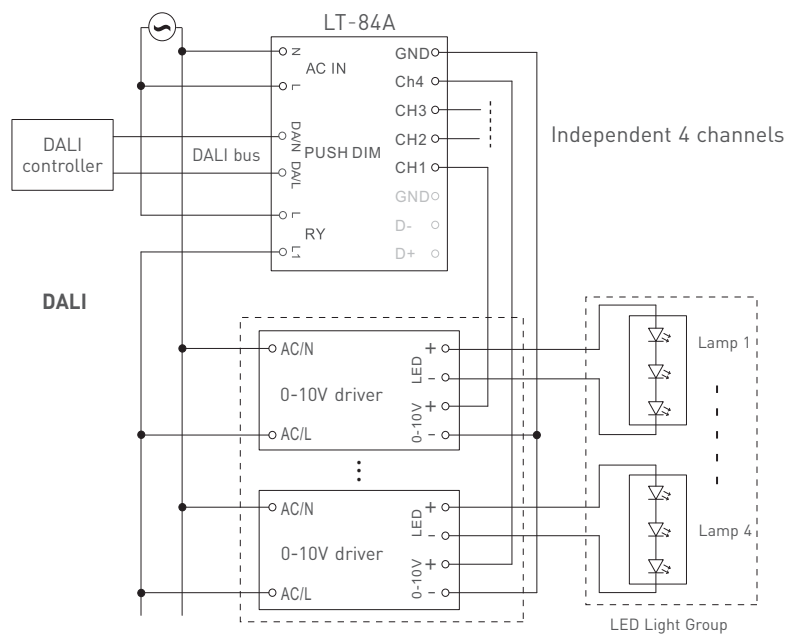 LT-84A
N
AC IN
L
DA/N
DA/L
PUSH DIM
L
RY
L1
GND
Ch4
CH3
CH2
CH1
GND
D-
D+
DALI
controller
DALI bus
Independent 4 channels
DALI
AC/N
0-10V driver
AC/L
LED
+
-
0-10V
+
-
Lamp 1
AC/N
0-10V driver
AC/L
LED
+
-
0-10V
+
-
Lamp 4
LED Light Group